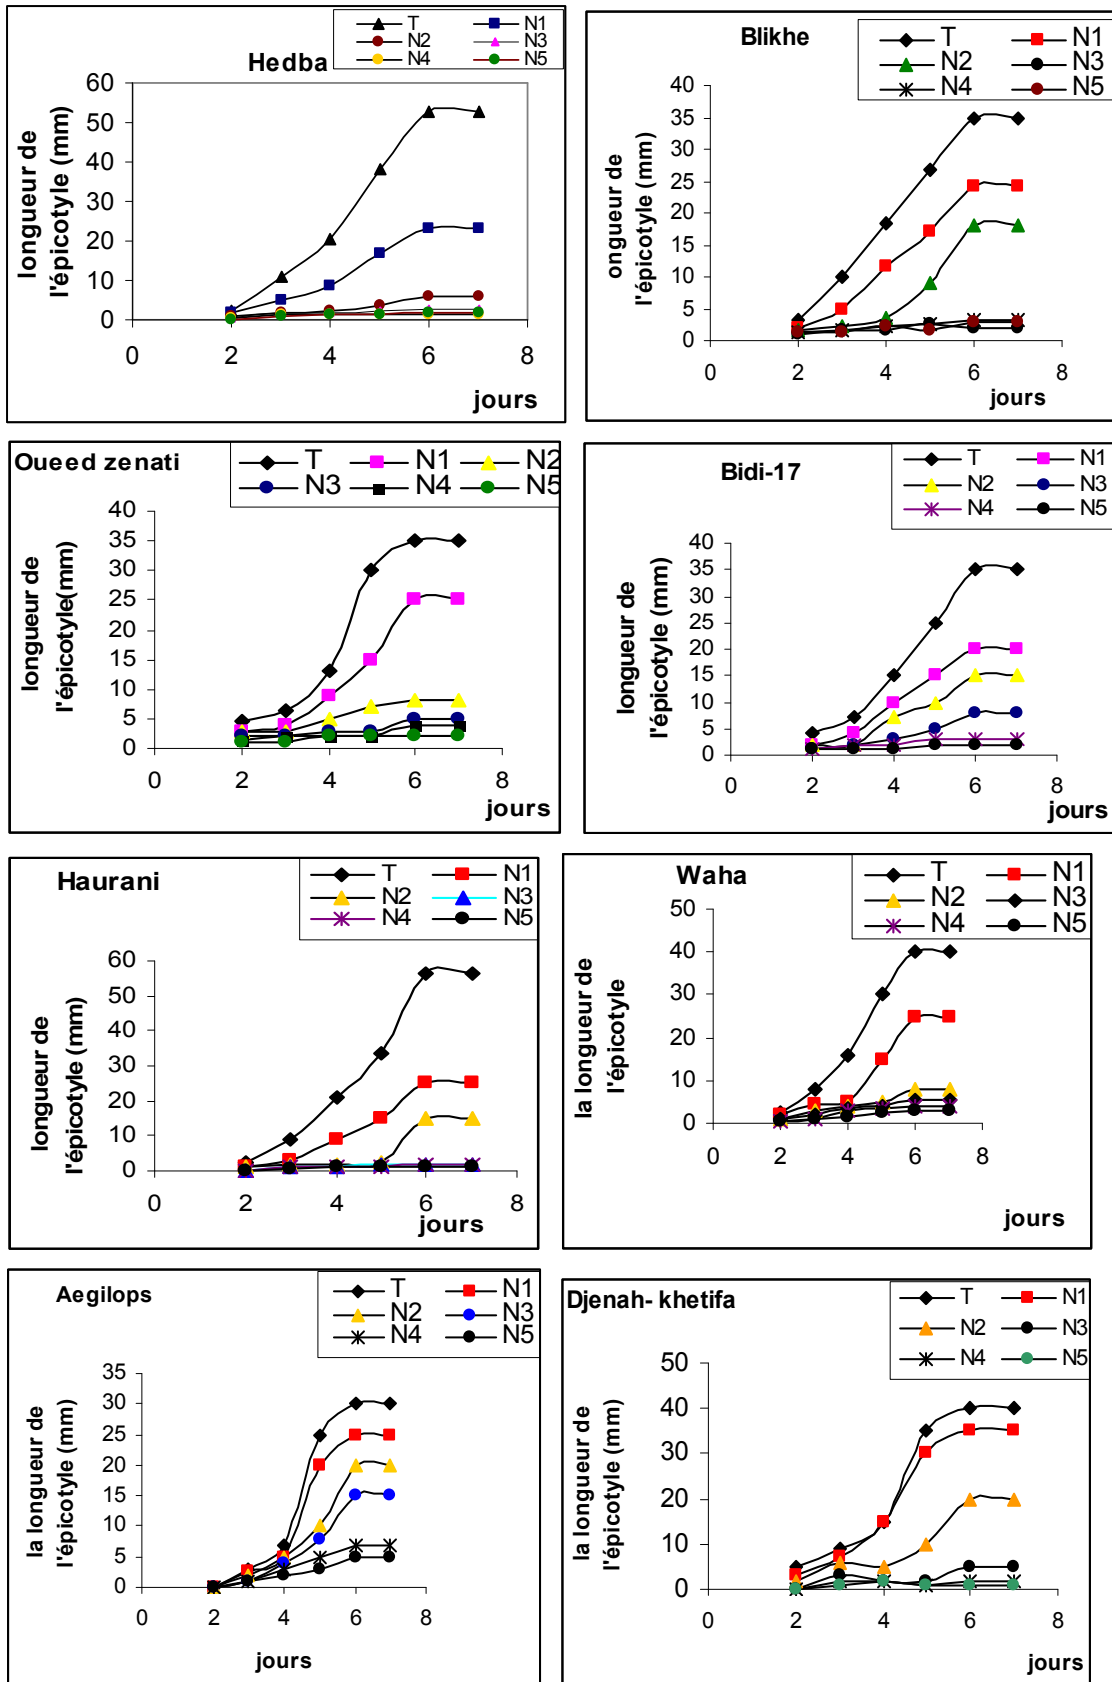 Hedba
T N1
N2 N3
N4 N5
longueur de
l'épicotyle (mm)
60
50
40
30
20
10
0
0 2 4 6 8
jours
Blikhe
T N1
N2 N3
N4 N5
ongueur de
l'épicotyle (mm)
40
35
30
25
20
15
10
5
0
0 2 4 6 8
jours
Oueed zenati
T N1 N2
N3 N4 N5
longueur de
l'épicotyle(mm)
40
35
30
25
20
15
10
5
0
0 2 4 6 8
jours
Bidi-17
T N1
N2 N3
N4 N5
longueur de
l'épicotyle (mm)
40
35
30
25
20
15
10
5
0
0 2 4 6 8
jours
Haurani
T N1
N2 N3
N4 N5
longueur de
l'épicotyle (mm)
60
50
40
30
20
10
0
0 2 4 6 8
jours
Waha
T N1
N2 N3
N4 N5
la longueur de
l'épicotyle
50
40
30
20
10
0
0 2 4 6 8
jours
Aegilops
T N1
N2 N3
N4 N5
la longueur de
l'épicotyle (mm)
35
30
25
20
15
10
5
0
0 2 4 6 8
jours
Djenah- khetifa
T N1
N2 N3
N4 N5
la longueur de
l'épicotyle (mm)
50
40
30
20
10
0
0 2 4 6 8
jours